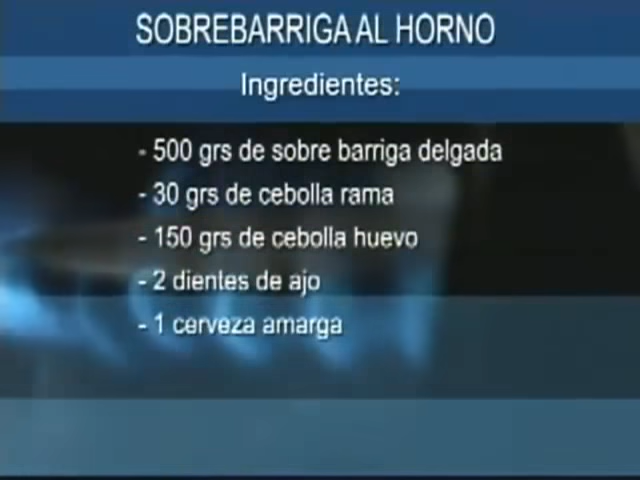 SOBREBARRIGA AL HORNO
Ingredientes:
- 500 grs de sobre barriga delgada
- 30 grs de cebolla rama
- 150 grs de cebolla huevo
- 2 dientes de ajo
- 1 cerveza amarga